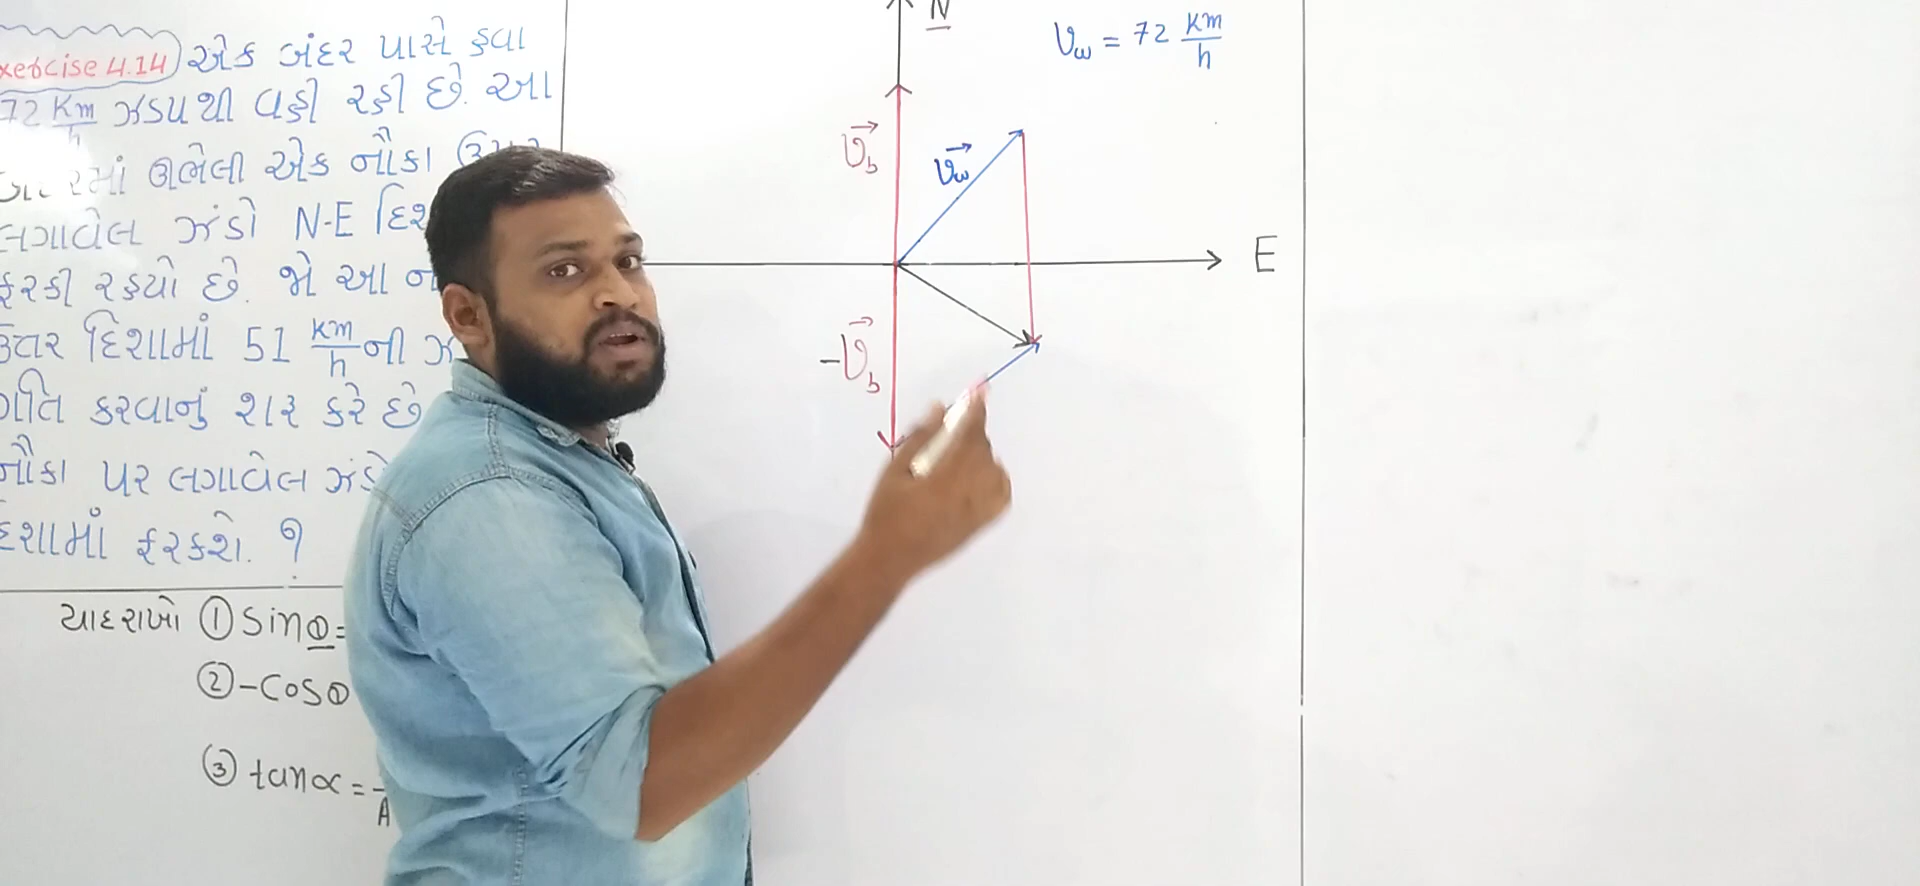 xercise 4.14 એક બંદર પાસે હવા
72 Km/h ઝડપથી વહી રહી છે. આ
ઊભેલી એક નૌકા
લગાવેલ ઝંડો N-E
ફરકી રહ્યો છે. જો આ
ઉત્તર દિશામાં 51 km/h ની
ગતિ કરવાનું શરૂ કરે છે
નૌકા પર લગાવેલ
દિશામાં ફરકશે. ?
યાદ રાખો ① Sinθ =
② -Cosθ
③ tanα = A
N
Vw = 72 Km/h
Vb
Vw
E
-Vb